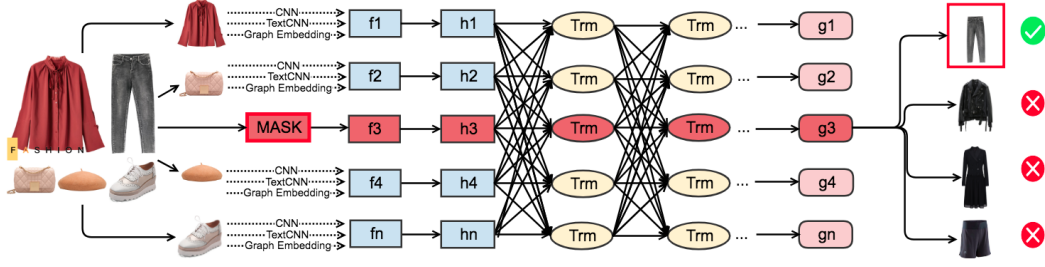 CNN
TextCNN
Graph Embedding
f1
h1
Trm
Trm
...
g1
CNN
TextCNN
Graph Embedding
f2
h2
Trm
Trm
...
g2
FASHION
MASK
f3
h3
Trm
Trm
...
g3
CNN
TextCNN
Graph Embedding
f4
h4
Trm
Trm
...
g4
CNN
TextCNN
Graph Embedding
fn
hn
Trm
Trm
...
gn